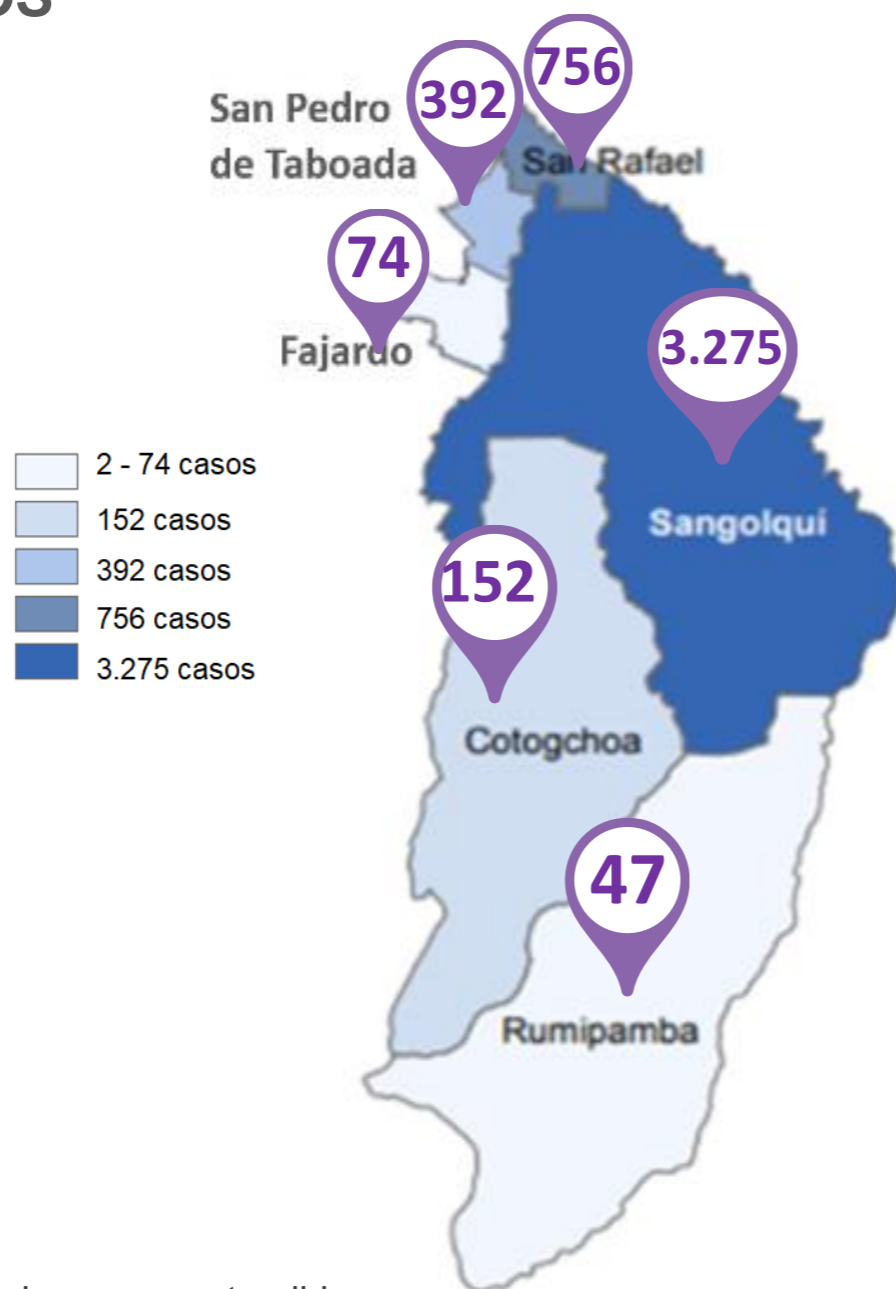 392
756
San Pedro
de Taboada
San Rafael
74
Fajardo
3.275
2 - 74 casos
152 casos
392 casos
756 casos
3.275 casos
Sangolquí
152
Cotogchoa
47
Rumipamba